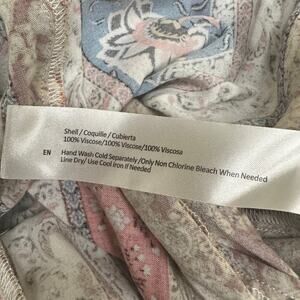 Shell / Coquille / Cubierta
100% Viscose/100% Viscose/100% Viscosa
EN Hand Wash Cold Separately /Only Non Chlorine Bleach When Needed
Line Dry/ Use Cool Iron If Needed